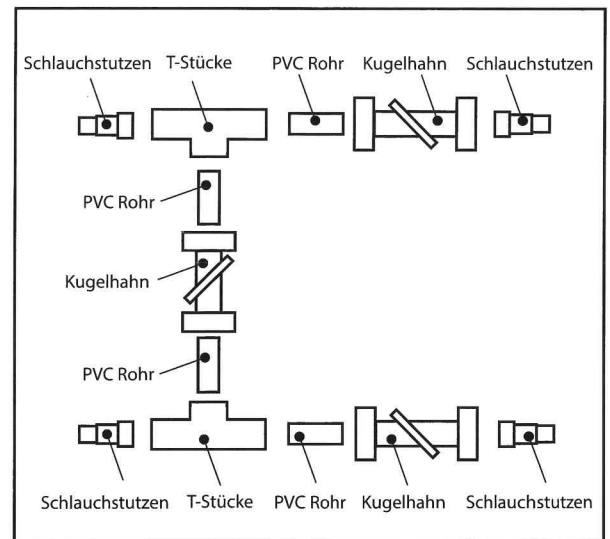 Schlauchstutzen T-Stücke PVC Rohr Kugelhahn Schlauchstutzen
PVC Rohr
Kugelhahn
PVC Rohr
Schlauchstutzen T-Stücke PVC Rohr Kugelhahn Schlauchstutzen